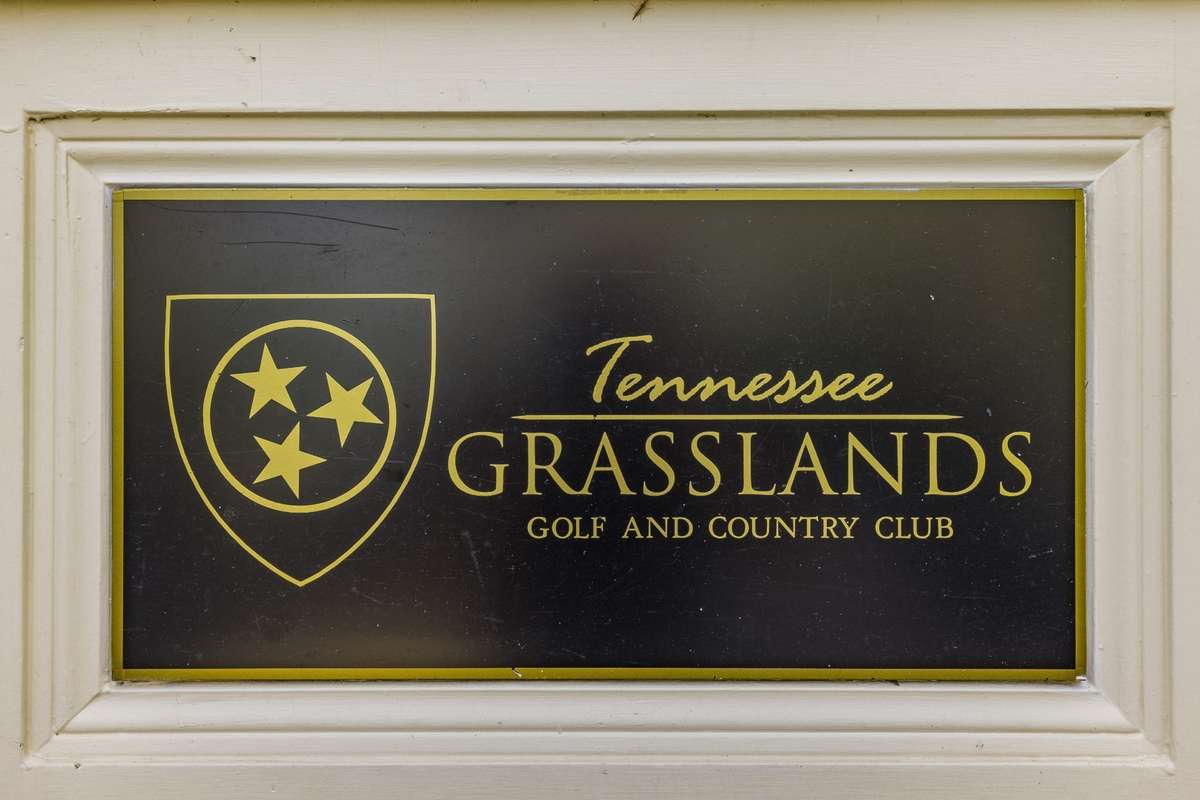 Tennessee
GRASSLANDS
GOLF AND COUNTRY CLUB